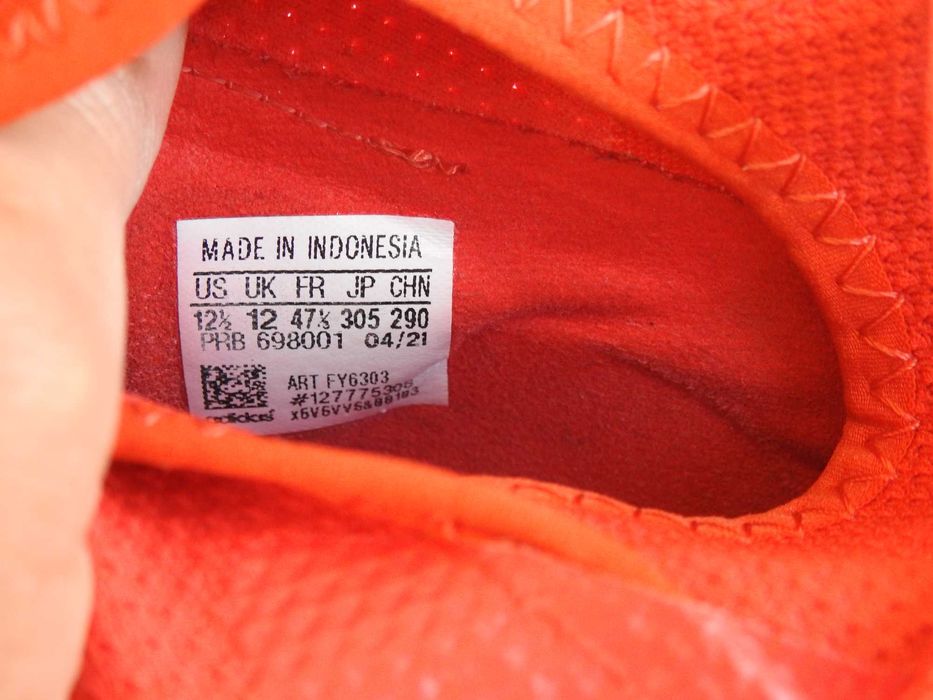 MADE IN INDONESIA
US UK FR JP CHN
12½ 12 47⅓ 305 290
PRB 698001 04/21
ART FY6303
adidas